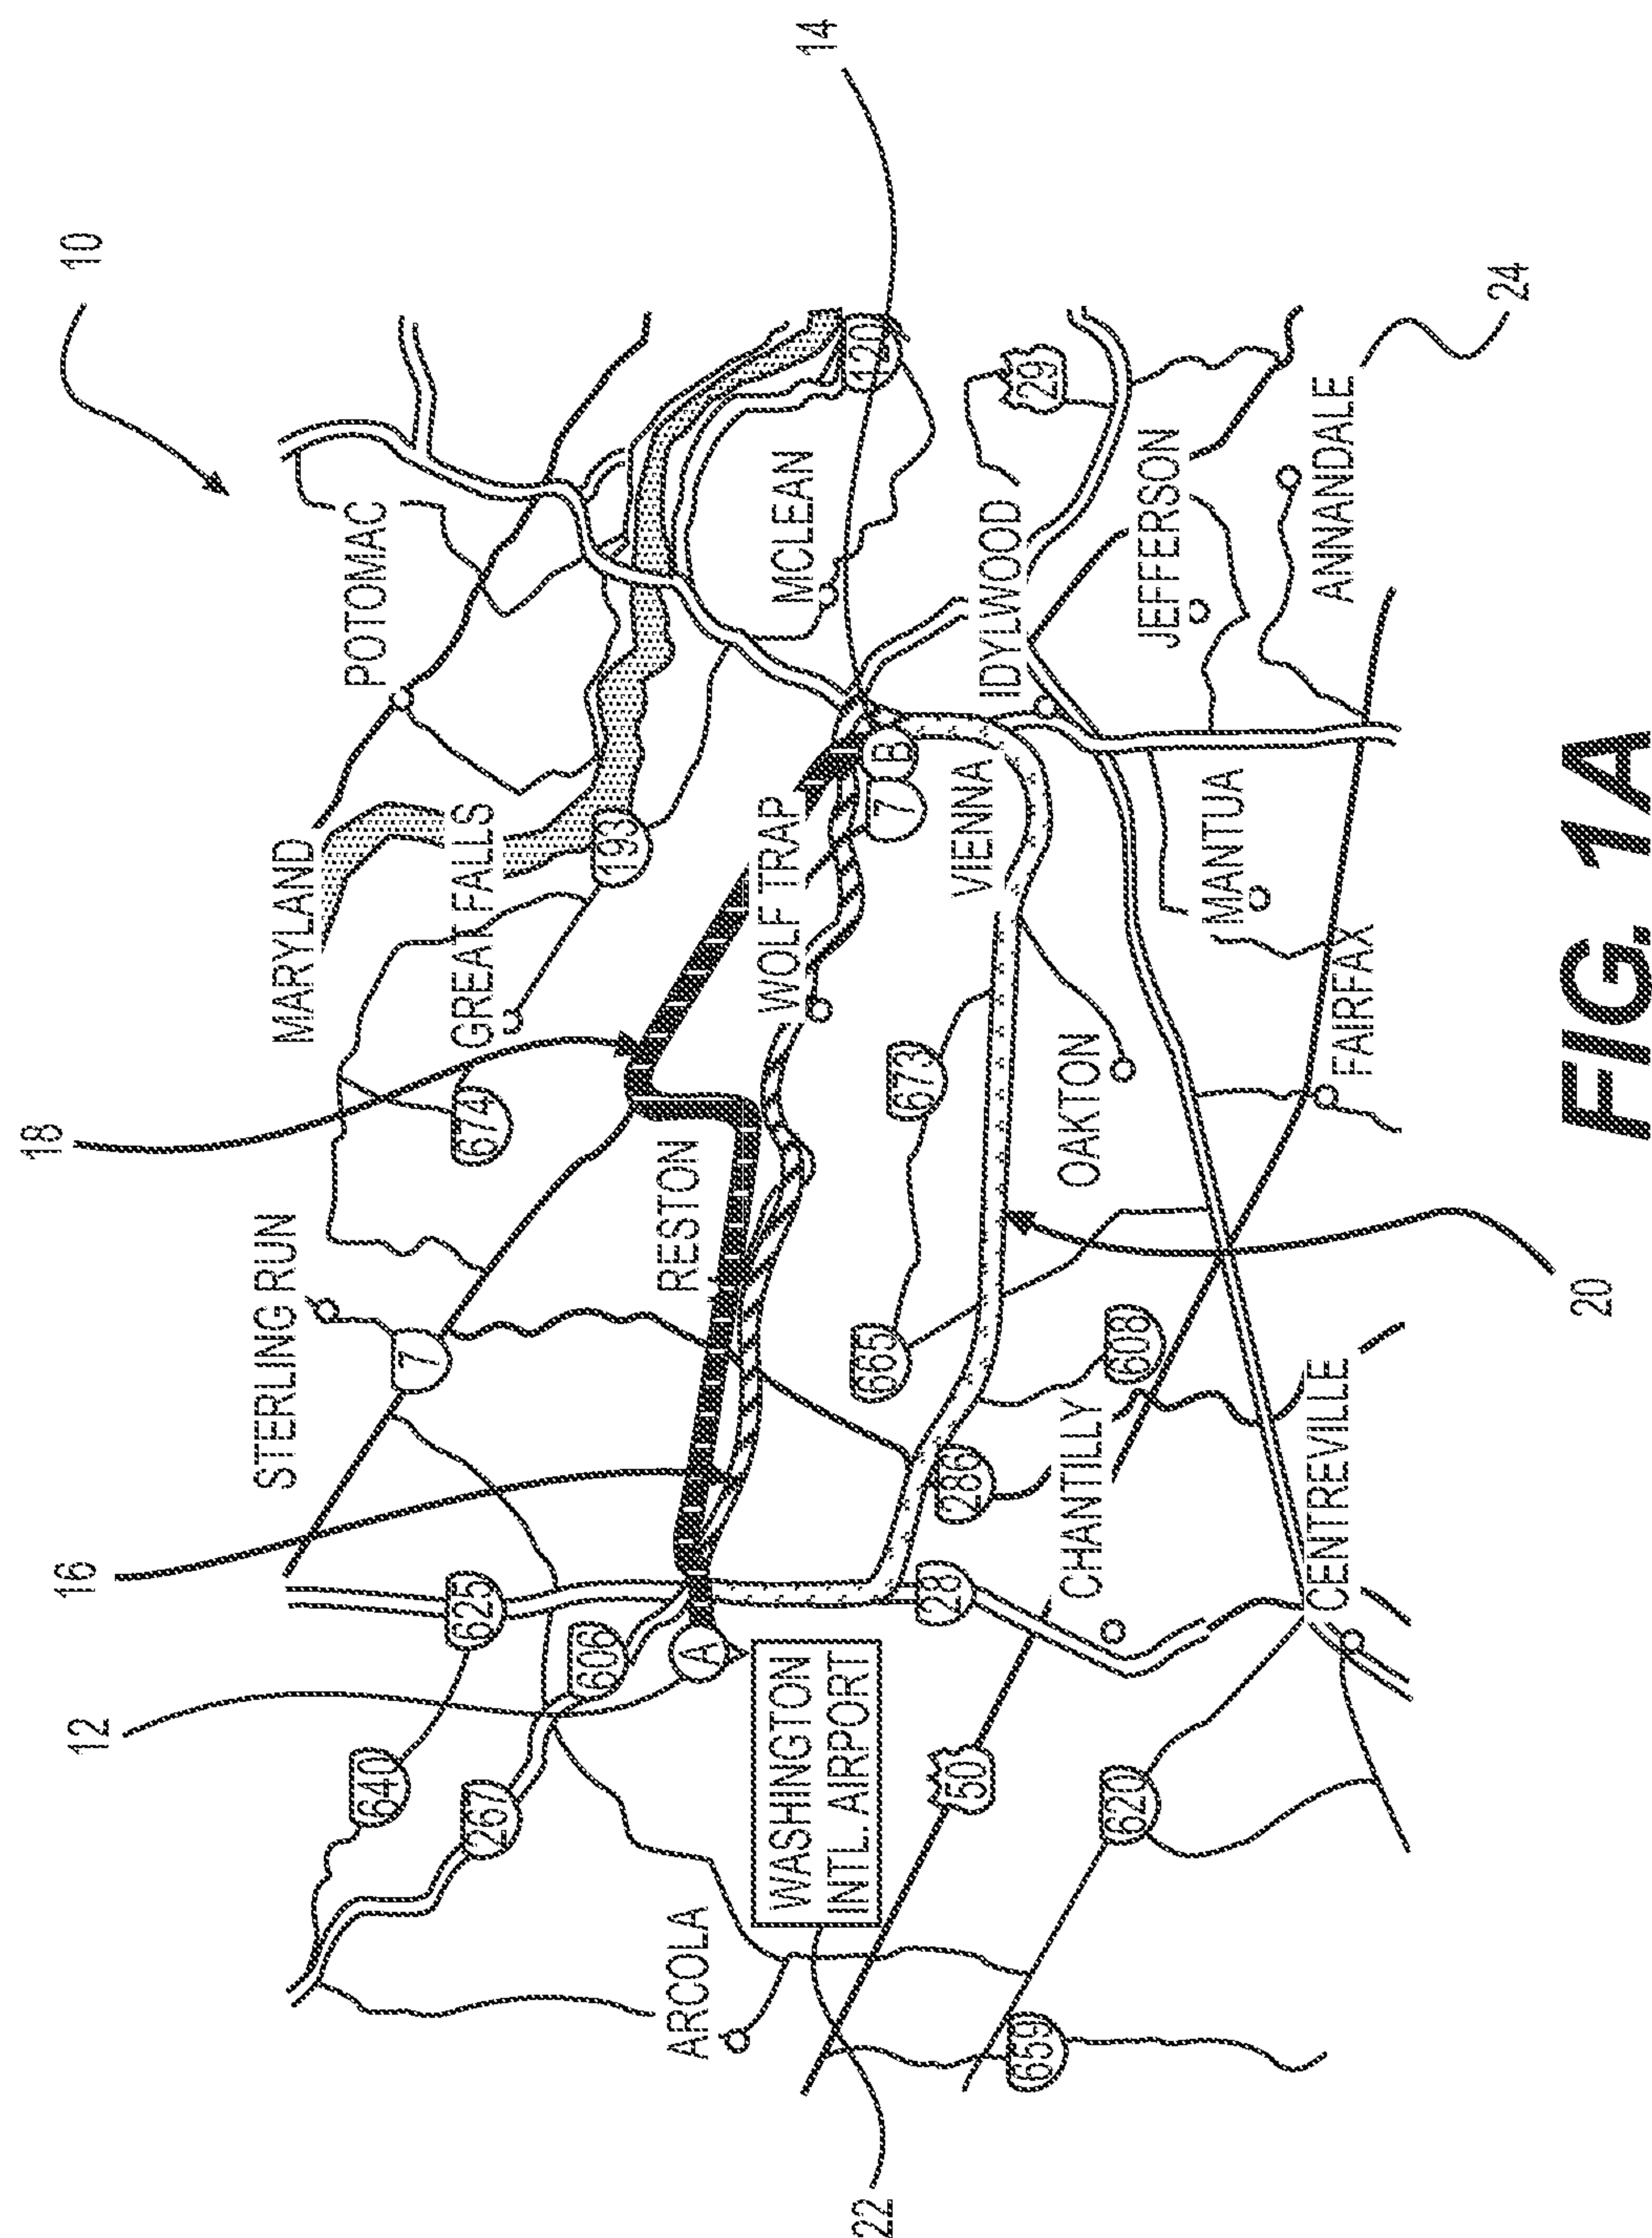 18
16
12
10
STERLING RUN
MARYLAND
POTOMAC
640
7
GREAT FALLS
625
674
267
606
193
RESTON
ARCOLA
A
WOLF TRAP
MCLEAN
14
WASHINGTON
INTL. AIRPORT
120
22
665
B
7
673
28
286
50
VIENNA
IDYLWOOD
29
659
OAKTON
CHANTILLY
620
608
JEFFERSON
MANTUA
CENTREVILLE
ANNANDALE
FAIRFAX
24
20
FIG. 1A